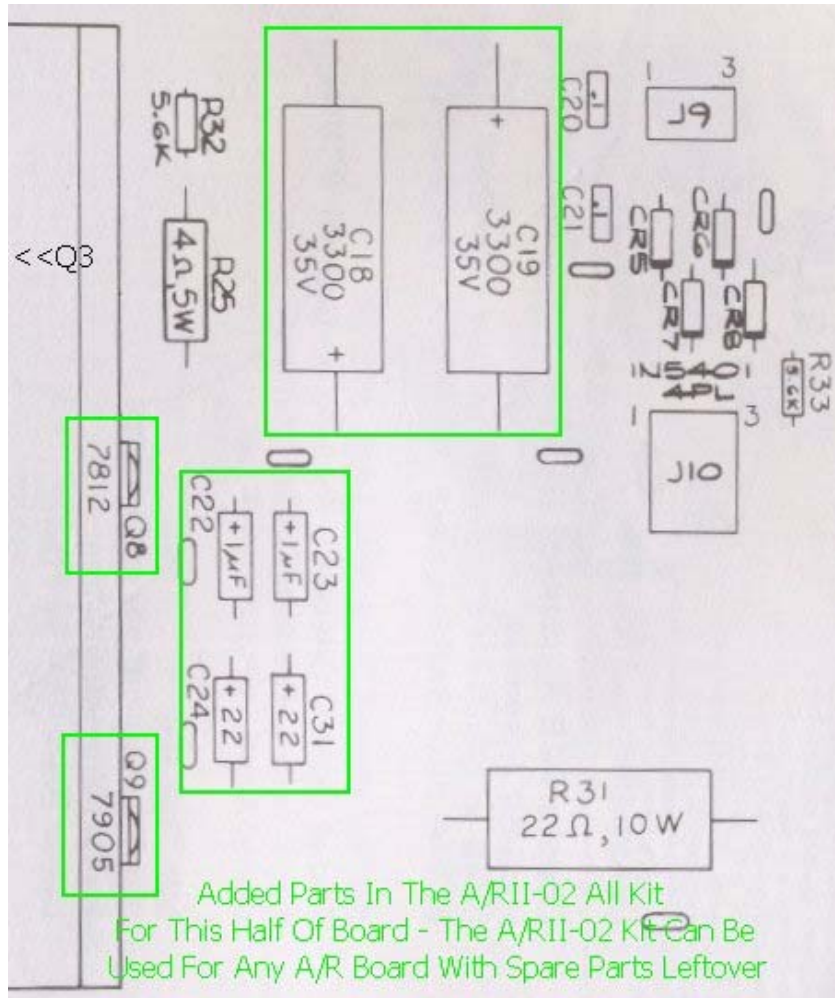 R32
5.6K
<<Q3
R25
4Ω,5W
C18
3300
35V
+
C19
3300
35V
+
C20
.1
C21
.1
1 3
J9
CR5
CR6
CR7
CR8
R33
5.6K
1 3
J10
7812
Q8
C22
+1µF
C23
+1µF
C24
+22
C31
+22
Q9
7905
R31
22Ω,10W
Added Parts In The A/RII-02 All Kit
For This Half Of Board - The A/RII-02 Kit Can Be
Used For Any A/R Board With Spare Parts Leftover